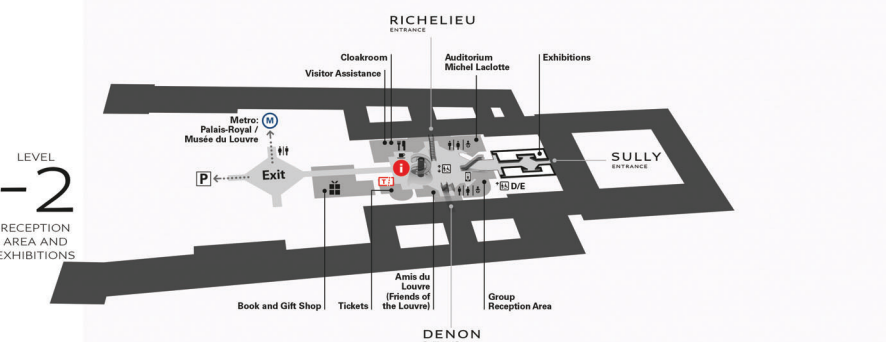 RICHELIEU
ENTRANCE
Cloakroom
Visitor Assistance
Auditorium
Michel Laclotte
Exhibitions
Metro:
Palais-Royal /
Musée du Louvre
M
LEVEL
-2
RECEPTION
AREA AND
EXHIBITIONS
P
Exit
i
T
SULLY
ENTRANCE
D/E
Book and Gift Shop
Tickets
Amis du
Louvre
(Friends of
the Louvre)
Group
Reception Area
DENON